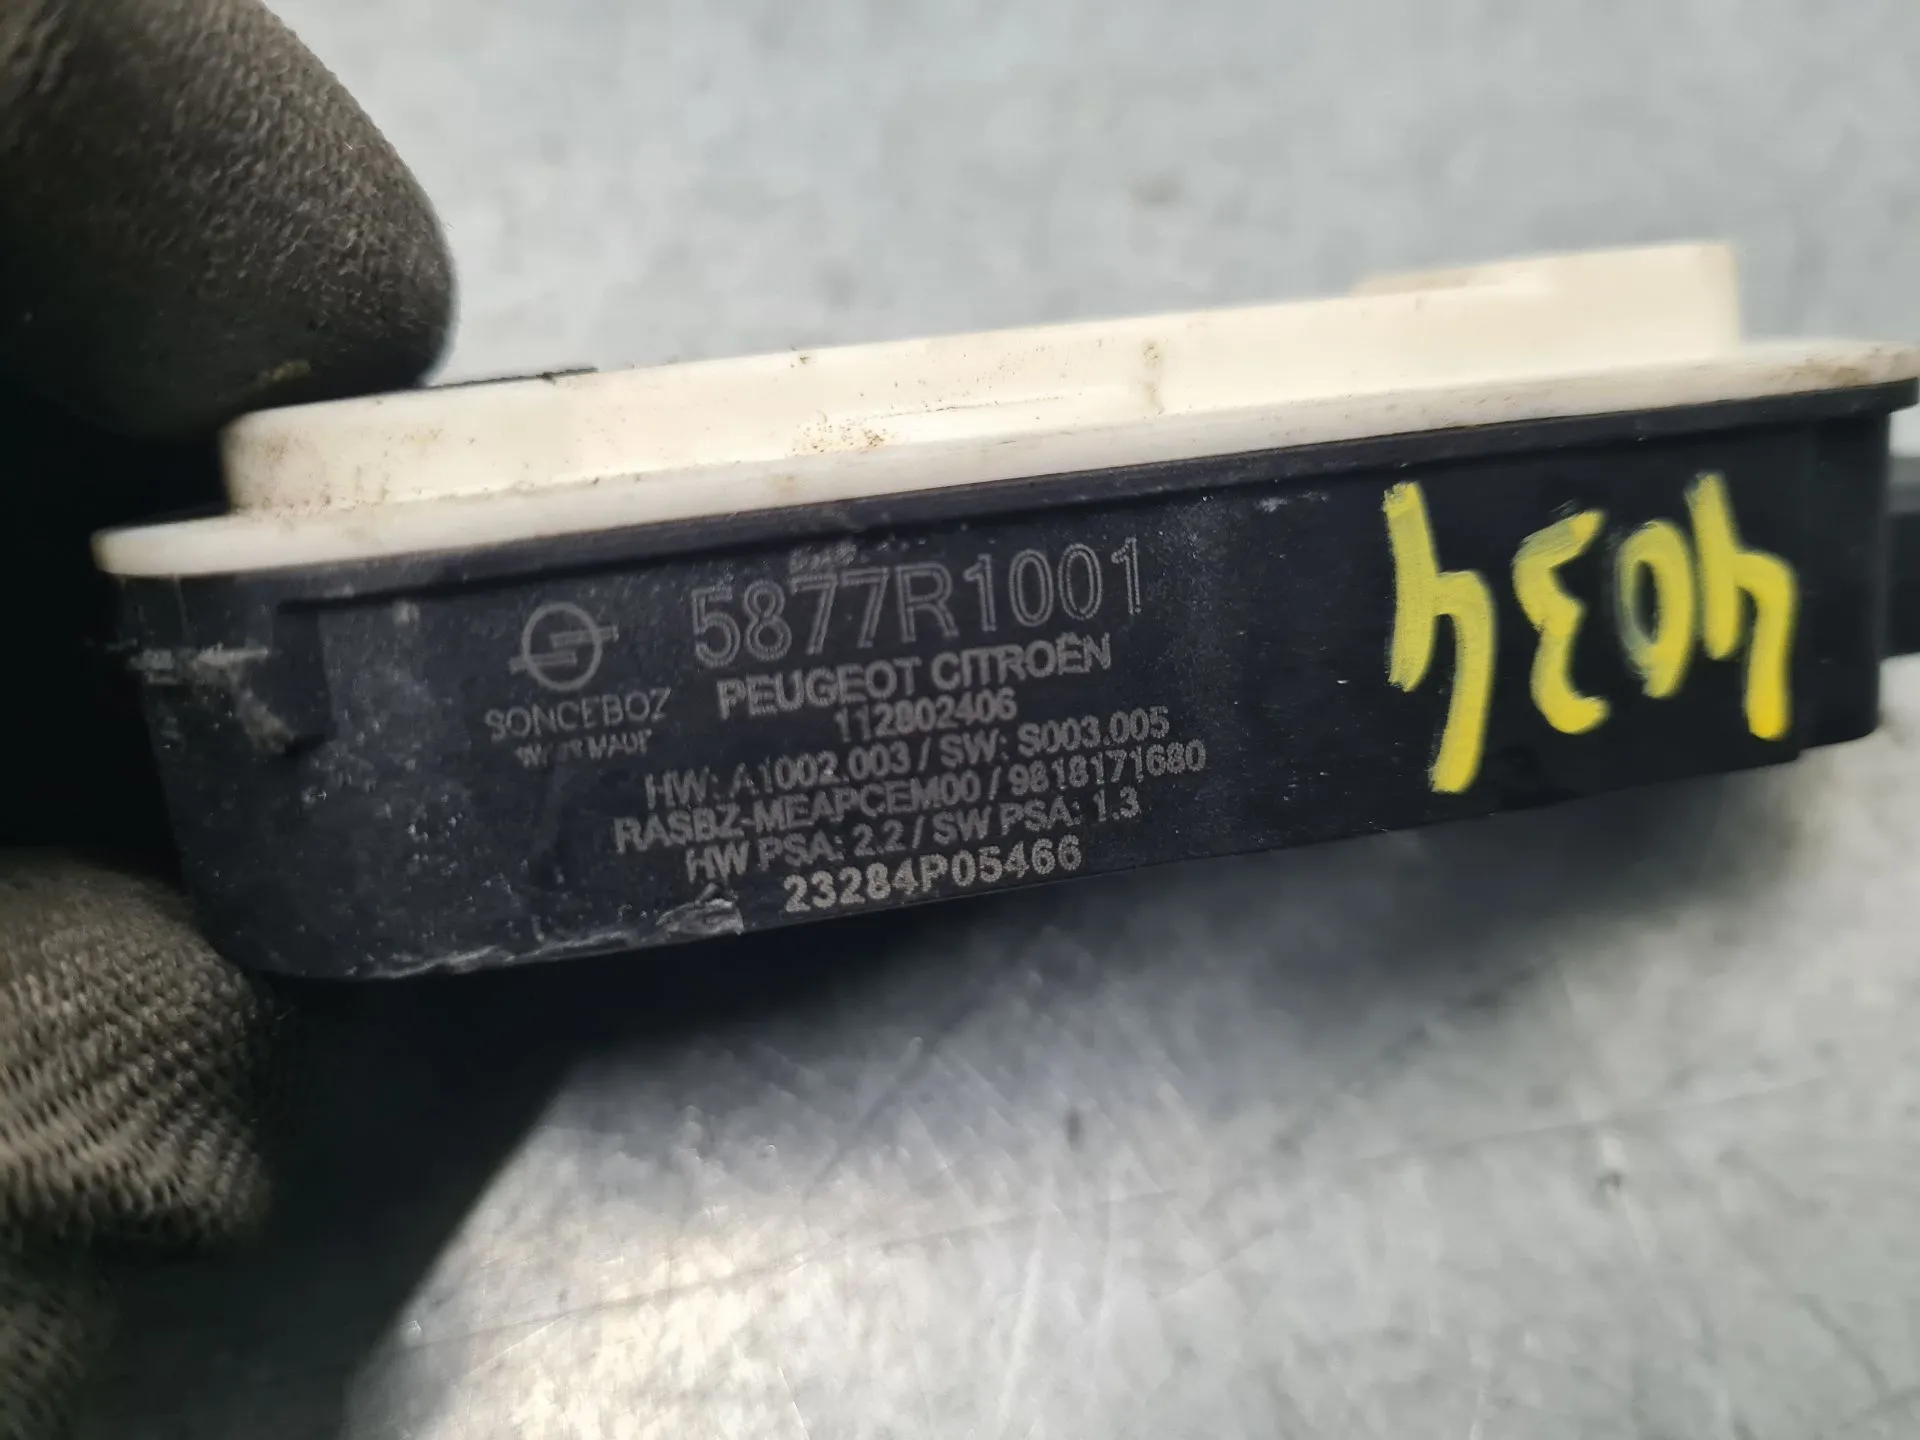 5877R1001
PEUGEOT CITROËN
112802406
HW: A1002.003 / SW: S003.005
RASBZ-MEAPCEM00 / 9818171680
HW PSA: 2.2 / SW PSA: 1.3
23284P05466
SONCEBOZ
4034